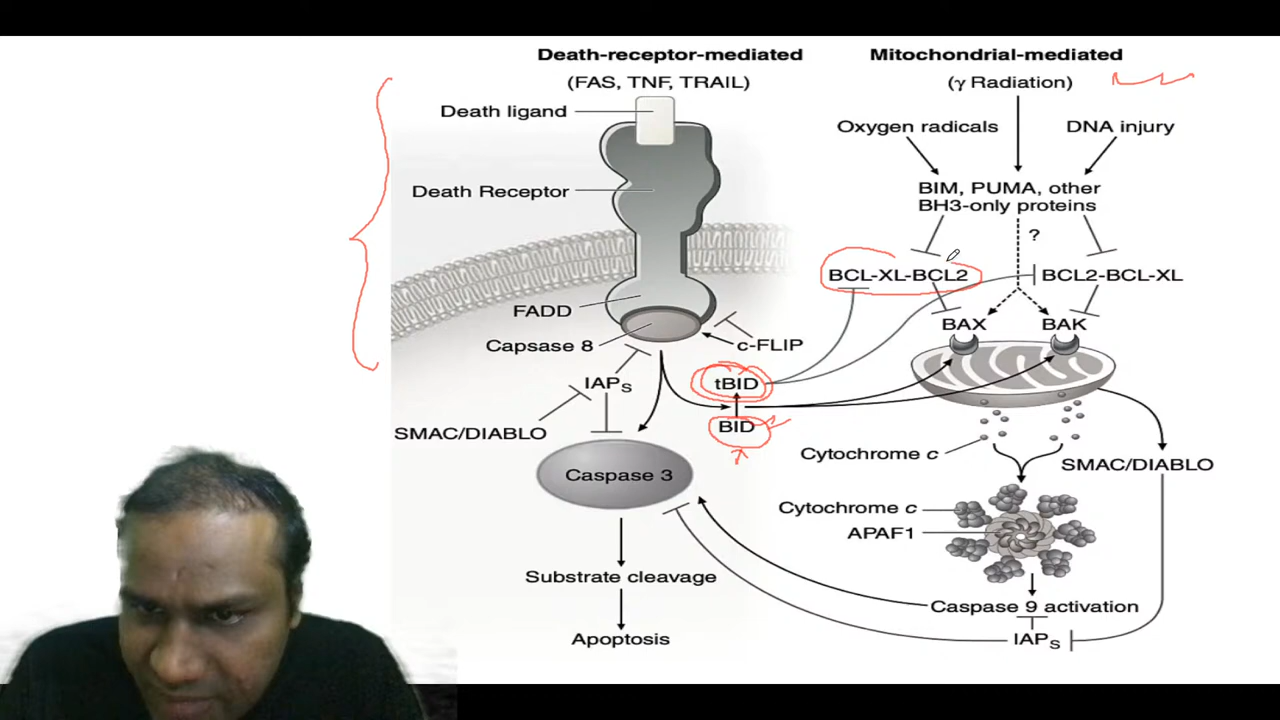 Death-receptor-mediated
(FAS, TNF, TRAIL)
Death ligand
Death Receptor
FADD
Capsase 8
c-FLIP
IAPs
SMAC/DIABLO
tBID
BID
Caspase 3
Substrate cleavage
Apoptosis
Mitochondrial-mediated
(γ Radiation)
Oxygen radicals
DNA injury
BIM, PUMA, other
BH3-only proteins
?
BCL-XL-BCL2
BCL2-BCL-XL
BAX
BAK
Cytochrome c
SMAC/DIABLO
Cytochrome c
APAF1
Caspase 9 activation
IAPs